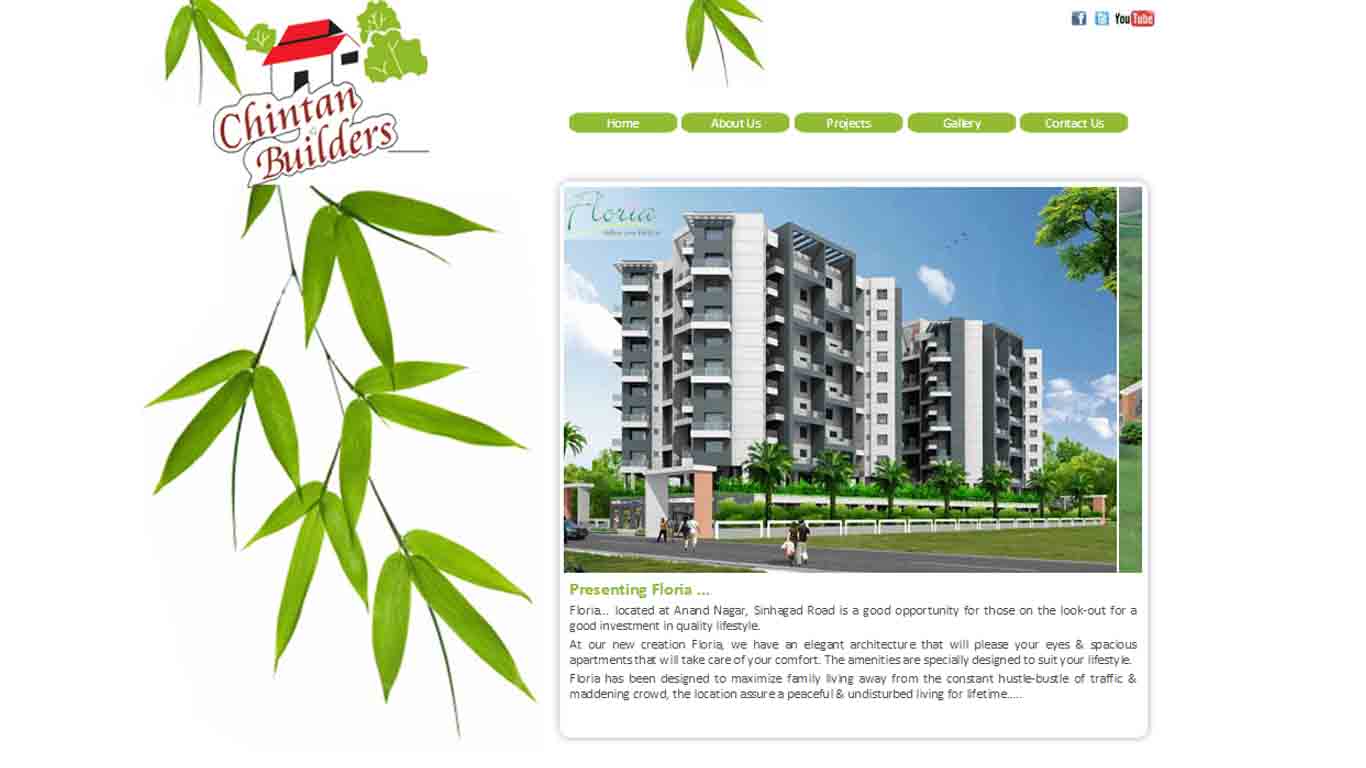 Chintan
Builders
YouTube
Home
About Us
Projects
Gallery
Contact Us
Floria
Presenting Floria ...
Floria... located at Anand Nagar, Sinhagad Road is a good opportunity for those on the look-out for a
good investment in quality lifestyle.
At our new creation Floria, we have an elegant architecture that will please your eyes & spacious
apartments that will take care of your comfort. The amenities are specially designed to suit your lifestyle.
Floria has been designed to maximize family living away from the constant hustle-bustle of traffic &
maddening crowd, the location assure a peaceful & undisturbed living for lifetime.....